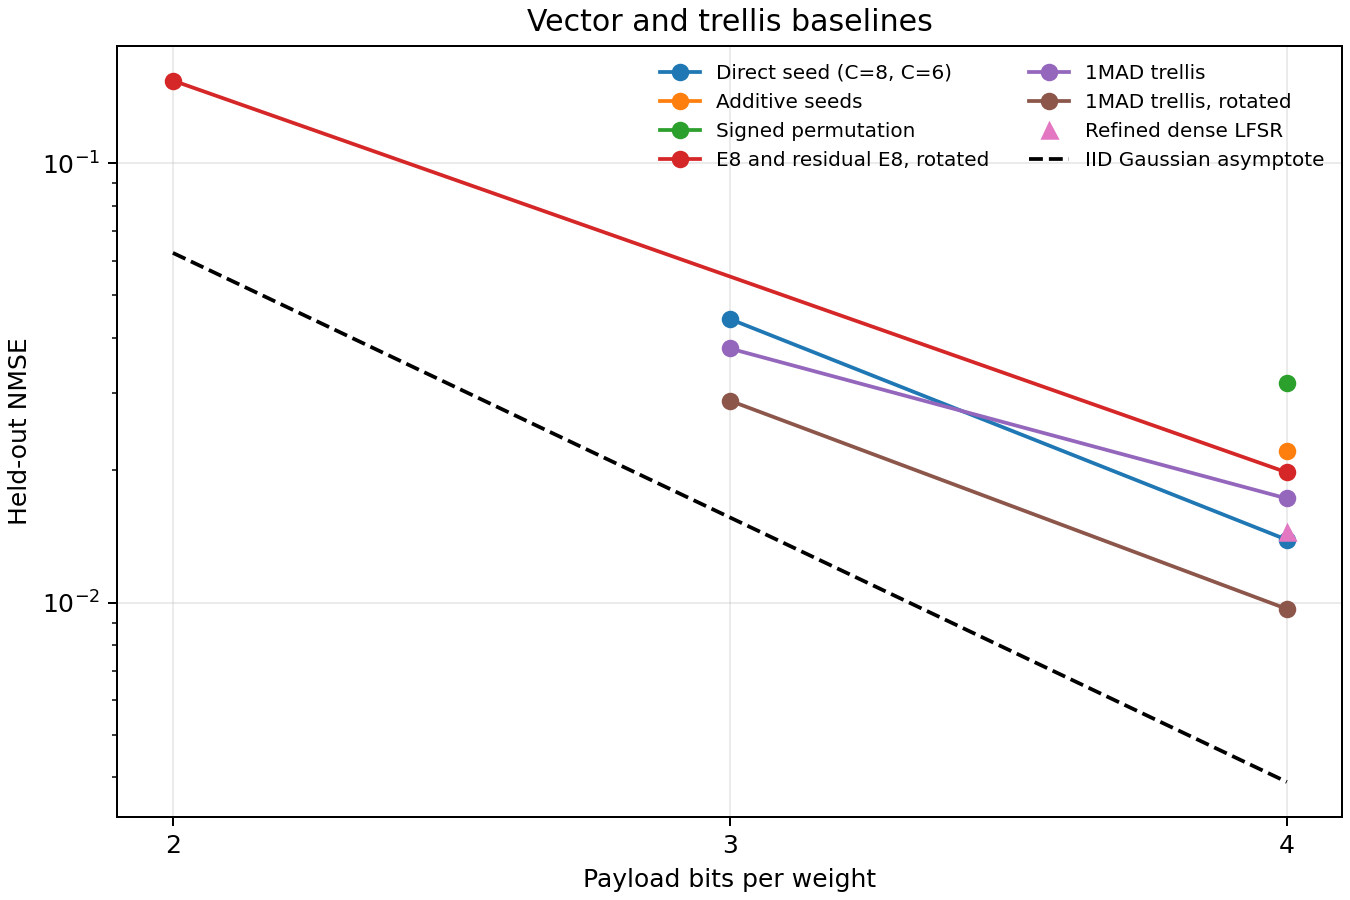 Vector and trellis baselines
Direct seed (C=8, C=6)
Additive seeds
Signed permutation
E8 and residual E8, rotated
1MAD trellis
1MAD trellis, rotated
Refined dense LFSR
IID Gaussian asymptote
Held-out NMSE
10⁻¹
10⁻²
2
3
4
Payload bits per weight